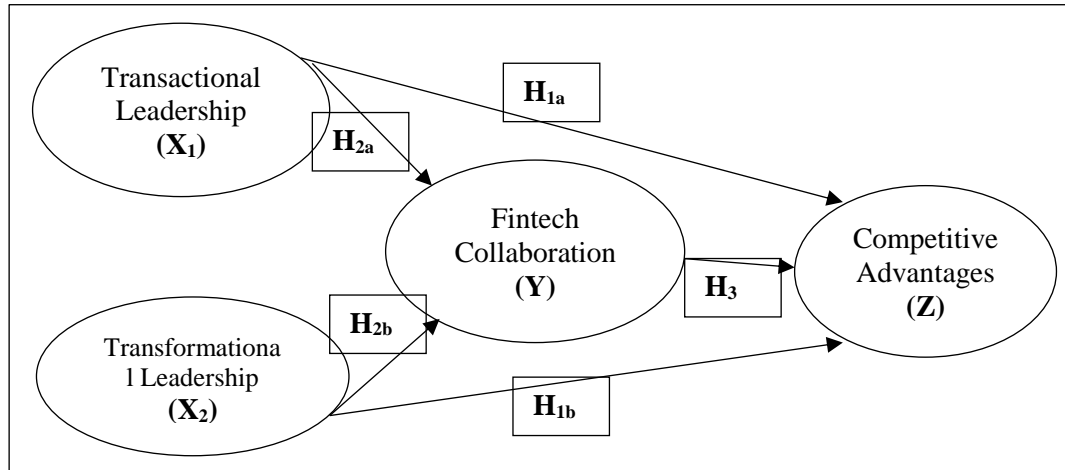 Transactional
Leadership
(X₁)
H₁ₐ
H₂ₐ
Fintech
Collaboration
(Y)
Competitive
Advantages
(Z)
H₃
H₂b
Transformationa
l Leadership
(X₂)
H₁b